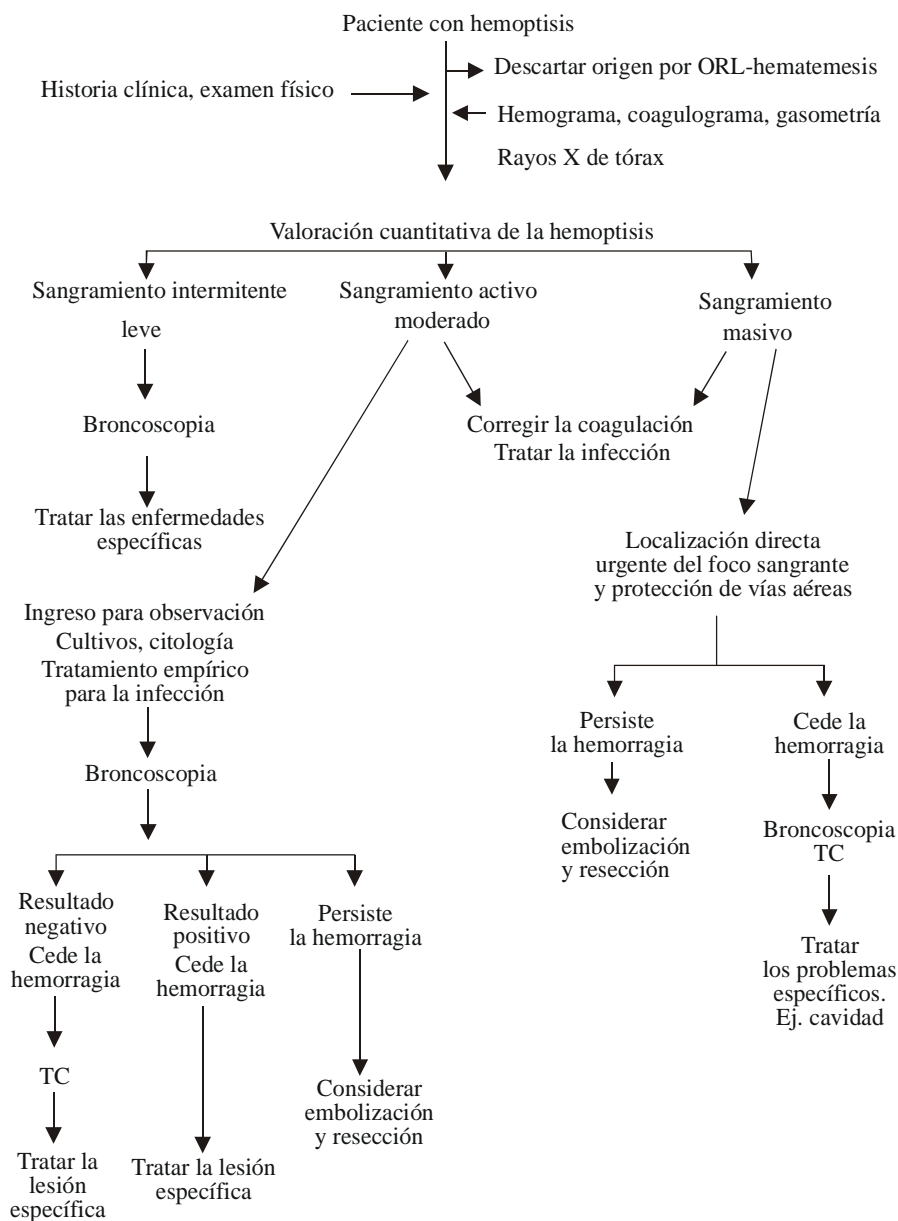 Paciente con hemoptisis
Descartar origen por ORL-hematemesis
Historia clínica, examen físico
Hemograma, coagulograma, gasometría
Rayos X de tórax
Valoración cuantitativa de la hemoptisis
Sangramiento intermitente
leve
Sangramiento activo
moderado
Sangramiento
masivo
Broncoscopia
Corregir la coagulación
Tratar la infección
Tratar las enfermedades
específicas
Localización directa
urgente del foco sangrante
y protección de vías aéreas
Ingreso para observación
Cultivos, citología
Tratamiento empírico
para la infección
Broncoscopia
Persiste
la hemorragia
Cede la
hemorragia
Considerar
embolización
y resección
Broncoscopia
TC
Tratar
los problemas
específicos.
Ej. cavidad
Resultado
negativo
Cede la
hemorragia
Resultado
positivo
Cede la
hemorragia
Persiste
la hemorragia
TC
Considerar
embolización
y resección
Tratar la
lesión
específica
Tratar la lesión
específica